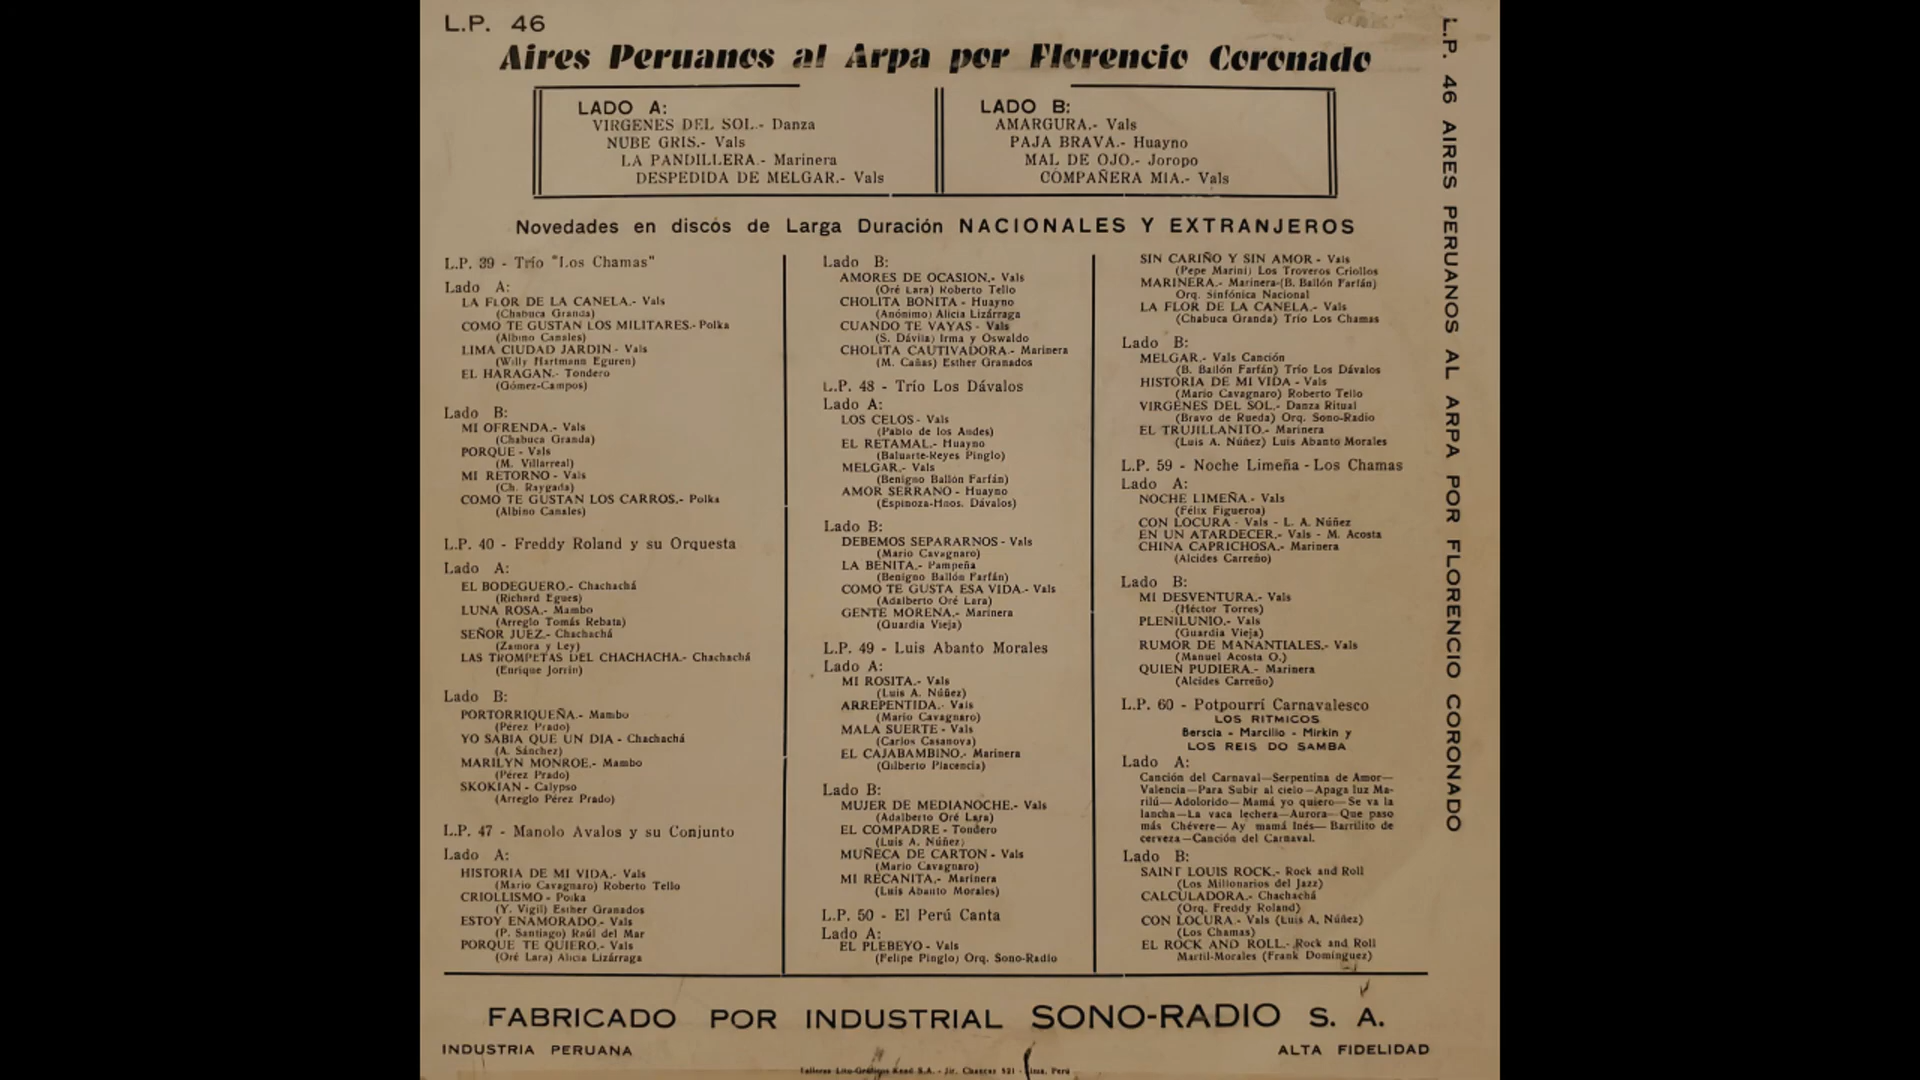 L.P. 46
Aires Peruanos al Arpa por Florencio Coronado
LADO A:
VIRGENES DEL SOL.- Danza
NUBE GRIS.- Vals
LA PANDILLERA.- Marinera
DESPEDIDA DE MELGAR.- Vals
LADO B:
AMARGURA.- Vals
PAJA BRAVA.- Huayno
MAL DE OJO.- Joropo
COMPAÑERA MIA.- Vals
Novedades en discos de Larga Duración NACIONALES Y EXTRANJEROS
L.P. 39 - Trío "Los Chamas"
Lado A:
LA FLOR DE LA CANELA.- Vals
(Chabuca Granda)
COMO TE GUSTAN LOS MILITARES.- Polka
(Albino Canales)
LIMA CIUDAD JARDIN - Vals
(Willy Hartmann Eguren)
EL HARAGAN.- Tondero
(Gómez-Campos)
Lado B:
MI OFRENDA.- Vals
(Chabuca Granda)
PORQUE - Vals
(M. Villarreal)
MI RETORNO - Vals
(Ch. Raygada)
COMO TE GUSTAN LOS CARROS.- Polka
(Albino Canales)
L.P. 40 - Freddy Roland y su Orquesta
Lado A:
EL BODEGUERO.- Chachachá
(Richard Egues)
LUNA ROSA.- Mambo
(Arreglo Tomás Rebata)
SEÑOR JUEZ.- Chachachá
(Zamora y Ley)
LAS TROMPETAS DEL CHACHACHA.- Chachachá
(Enrique Jorrin)
Lado B:
PORTORRIQUEÑA.- Mambo
(Pérez Prado)
YO SABIA QUE UN DIA - Chachachá
(A. Sánchez)
MARILYN MONROE.- Mambo
(Pérez Prado)
SKOKIAN - Calypso
(Arreglo Pérez Prado)
L.P. 47 - Manolo Avalos y su Conjunto
Lado A:
HISTORIA DE MI VIDA.- Vals
(Mario Cavagnaro) Roberto Tello
CRIOLLISMO - Polka
(Y. Vigil) Esther Granados
ESTOY ENAMORADO.- Vals
(P. Santiago) Raúl del Mar
PORQUE TE QUIERO.- Vals
(Oré Lara) Alicia Lizárraga
Lado B:
AMORES DE OCASION.- Vals
(Oré Lara) Roberto Tello
CHOLITA BONITA - Huayno
(Anónimo) Alicia Lizárraga
CUANDO TE VAYAS - Vals
(S. Dávila) Irma y Oswaldo
CHOLITA CAUTIVADORA.- Marinera
(M. Cañas) Esther Granados
L.P. 48 - Trío Los Dávalos
Lado A:
LOS CELOS - Vals
(Pablo de los Andes)
EL RETAMAL.- Huayno
(Baluarte-Reyes Pinglo)
MELGAR.- Vals
(Benigno Ballón Farfán)
AMOR SERRANO - Huayno
(Espinoza-Hnos. Dávalos)
Lado B:
DEBEMOS SEPARARNOS - Vals
(Mario Cavagnaro)
LA BENITA.- Pampeña
(Benigno Ballón Farfán)
COMO TE GUSTA ESA VIDA.- Vals
(Adalberto Oré Lara)
GENTE MORENA.- Marinera
(Guardia Vieja)
L.P. 49 - Luis Abanto Morales
Lado A:
MI ROSITA.- Vals
(Luis A. Núñez)
ARREPENTIDA.- Vals
(Mario Cavagnaro)
MALA SUERTE - Vals
(Carlos Casanova)
EL CAJABAMBINO.- Marinera
(Gilberto Placencia)
Lado B:
MUJER DE MEDIANOCHE.- Vals
(Adalberto Oré Lara)
EL COMPADRE - Tondero
(Luis A. Núñez)
MUÑECA DE CARTON - Vals
(Mario Cavagnaro)
MI RECANITA.- Marinera
(Luis Abanto Morales)
L.P. 50 - El Perú Canta
Lado A:
EL PLEBEYO - Vals
(Felipe Pinglo) Orq. Sono-Radio
SIN CARIÑO Y SIN AMOR - Vals
(Pepe Marini) Los Troveros Criollos
MARINERA.- Marinera-(B. Ballón Farfán)
Orq. Sinfónica Nacional
LA FLOR DE LA CANELA.- Vals
(Chabuca Granda) Trío Los Chamas
Lado B:
MELGAR.- Vals Canción
(B. Ballón Farfán) Trío Los Dávalos
HISTORIA DE MI VIDA - Vals
(Mario Cavagnaro) Roberto Tello
VIRGENES DEL SOL.- Danza Ritual
(Bravo de Rueda) Orq. Sono-Radio
EL TRUJILLANITO.- Marinera
(Luis A. Núñez) Luis Abanto Morales
L.P. 59 - Noche Limeña - Los Chamas
Lado A:
NOCHE LIMEÑA.- Vals
(Félix Figueroa)
CON LOCURA - Vals - L. A. Núñez
EN UN ATARDECER.- Vals - M. Acosta
CHINA CAPRICHOSA.- Marinera
(Alcides Carreño)
Lado B:
MI DESVENTURA.- Vals
(Héctor Torres)
PLENILUNIO.- Vals
(Guardia Vieja)
RUMOR DE MANANTIALES.- Vals
(Manuel Acosta O.)
QUIEN PUDIERA.- Marinera
(Alcides Carreño)
L.P. 60 - Potpourrí Carnavalesco
LOS RITMICOS
Berscia - Marcilio - Mirkin y
LOS REIS DO SAMBA
Lado A:
Canción del Carnaval—Serpentina de Amor—
Valencia—Para Subir al cielo—Apaga luz Ma-
rilú—Adolorido—Mamá yo quiero—Se va la
lancha—La vaca lechera—Aurora—Que paso
más Chévere— Ay mamá Inés— Barrilito de
cerveza—Canción del Carnaval.
Lado B:
SAINT LOUIS ROCK.- Rock and Roll
(Los Millonarios del Jazz)
CALCULADORA.- Chachachá
(Orq. Freddy Roland)
CON LOCURA - Vals (Luis A. Núñez)
(Los Chamas)
EL ROCK AND ROLL.- Rock and Roll
Martil-Morales (Frank Domínguez)
L.P. 46 AIRES PERUANOS AL ARPA POR FLORENCIO CORONADO
FABRICADO POR INDUSTRIAL SONO-RADIO S. A.
INDUSTRIA PERUANA
ALTA FIDELIDAD
Talleres Lito-Gráficos S.A. - Jr. Chancay 521 - Lima, Perú